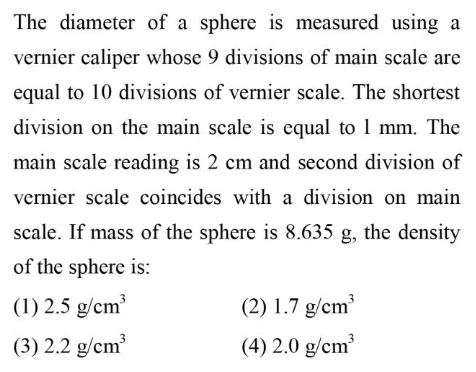 The diameter of a sphere is measured using a
vernier caliper whose 9 divisions of main scale are
equal to 10 divisions of vernier scale. The shortest
division on the main scale is equal to 1 mm. The
main scale reading is 2 cm and second division of
vernier scale coincides with a division on main
scale. If mass of the sphere is 8.635 g, the density
of the sphere is:
(1) 2.5 g/cm³ (2) 1.7 g/cm³
(3) 2.2 g/cm³ (4) 2.0 g/cm³